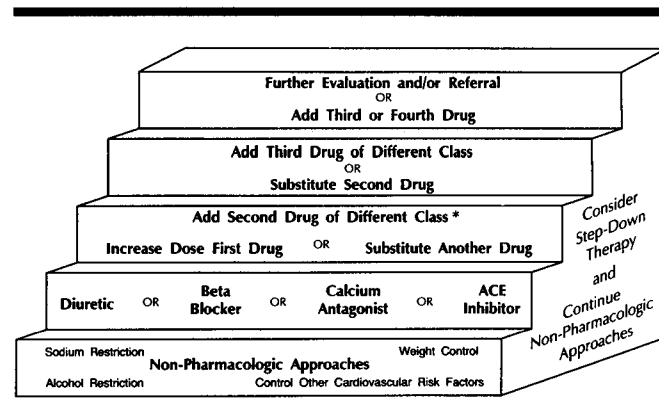 Further Evaluation and/or Referral
OR
Add Third or Fourth Drug
Add Third Drug of Different Class
OR
Substitute Second Drug
Add Second Drug of Different Class*
Increase Dose First Drug OR Substitute Another Drug
Diuretic OR Beta Blocker OR Calcium Antagonist OR ACE Inhibitor
Sodium Restriction Weight Control
Non-Pharmacologic Approaches
Alcohol Restriction Control Other Cardiovascular Risk Factors
Consider
Step-Down
Therapy
and
Continue
Non-Pharmacologic
Approaches